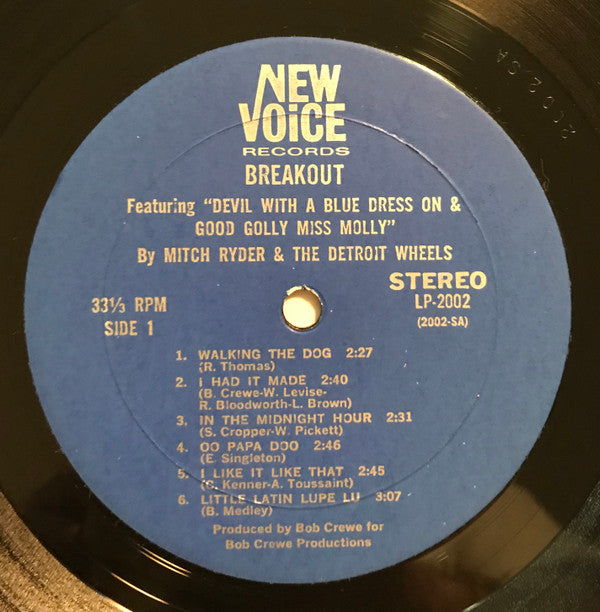 NEW
VOiCE
RECORDS
BREAKOUT
Featuring "DEVIL WITH A BLUE DRESS ON &
GOOD GOLLY MISS MOLLY"
By MITCH RYDER & THE DETROIT WHEELS
STEREO
33⅓ RPM LP-2002
SIDE 1 (2002-SA)
1. WALKING THE DOG 2:27
(R. Thomas)
2. I HAD IT MADE 2:40
(B. Crewe-W. Levise-
R. Bloodworth-L. Brown)
3. IN THE MIDNIGHT HOUR 2:31
(S. Cropper-W. Pickett)
4. OO PAPA DOO 2:46
(E. Singleton)
5. I LIKE IT LIKE THAT 2:45
(C. Kenner-A. Toussaint)
6. LITTLE LATIN LUPE LU 3:07
(B. Medley)
Produced by Bob Crewe for
Bob Crewe Productions
2002.SA